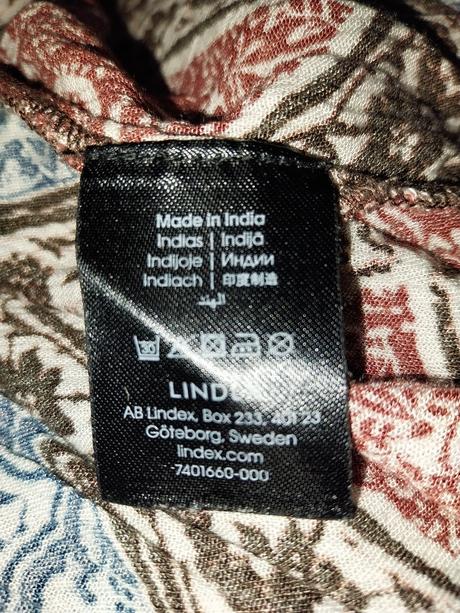 Made in India
Indias | Indijā
Indijoje | Индии
Indiach | 印度制造
الهند
30
LINDEX
AB Lindex, Box 233, 401 23
Göteborg, Sweden
lindex.com
7401660-000